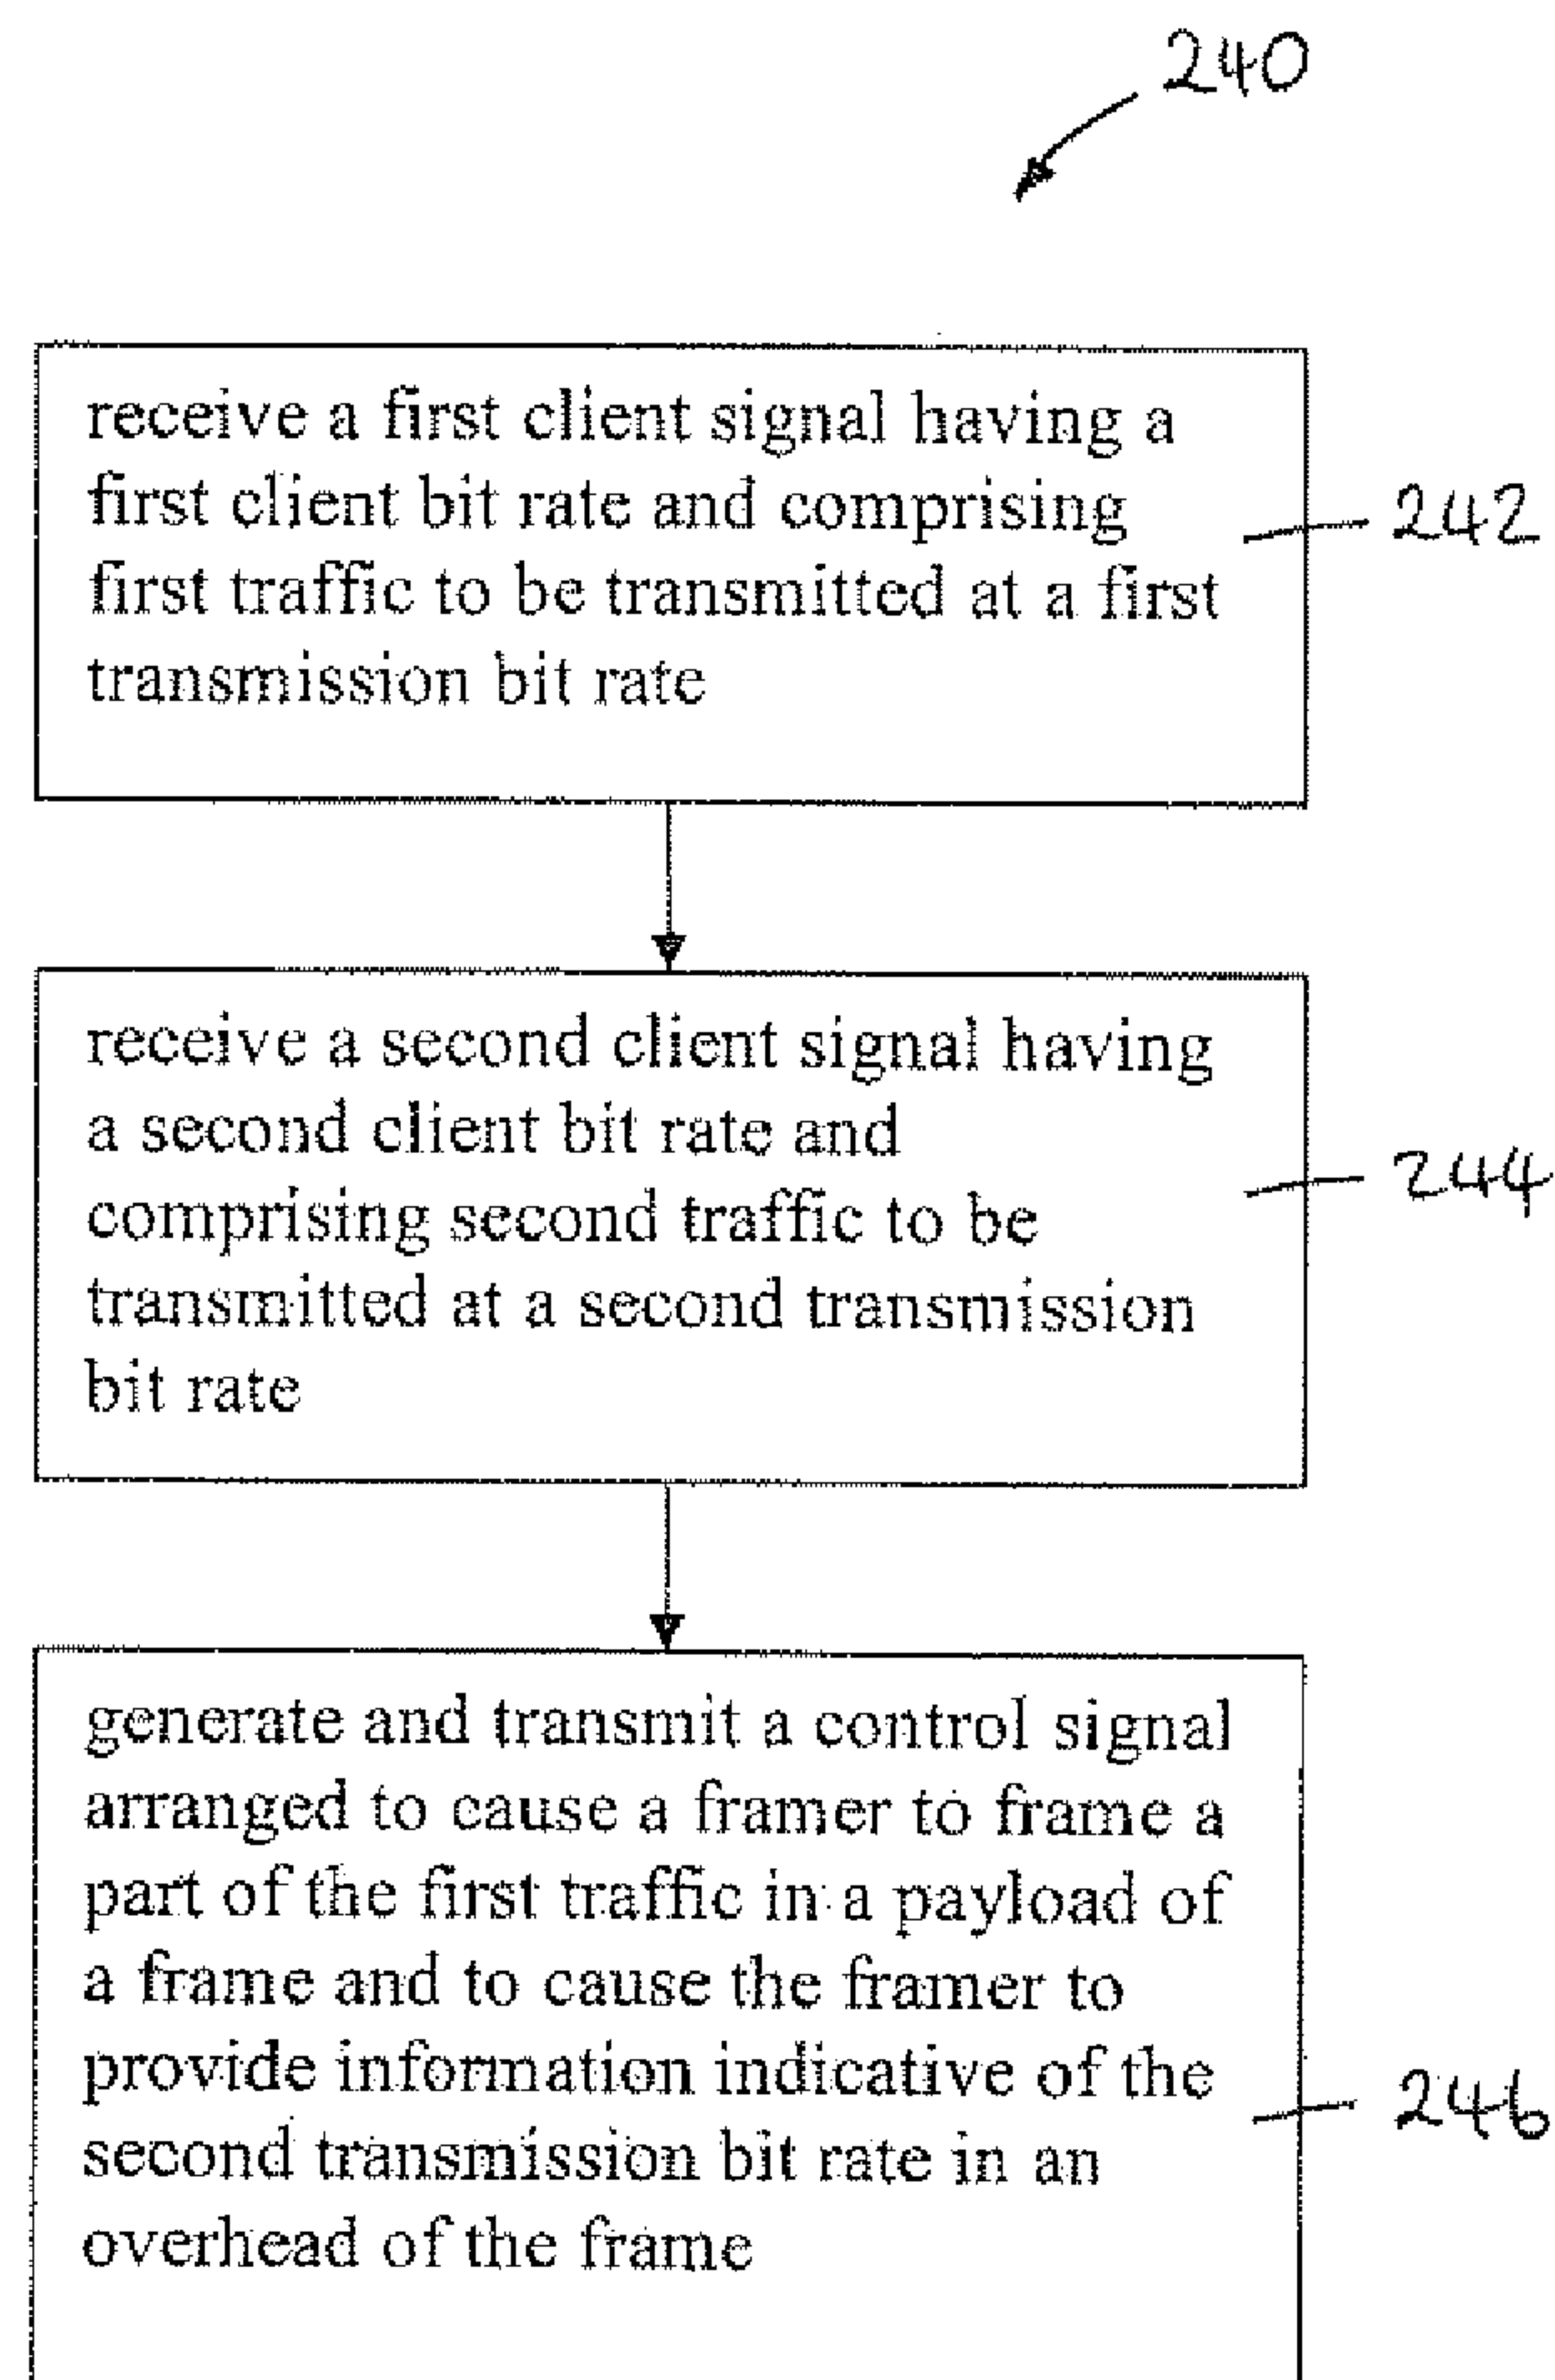 240
receive a first client signal having a
first client bit rate and comprising
first traffic to be transmitted at a first
transmission bit rate
242
receive a second client signal having
a second client bit rate and
comprising second traffic to be
transmitted at a second transmission
bit rate
244
generate and transmit a control signal
arranged to cause a framer to frame a
part of the first traffic in a payload of
a frame and to cause the framer to
provide information indicative of the
second transmission bit rate in an
overhead of the frame
246